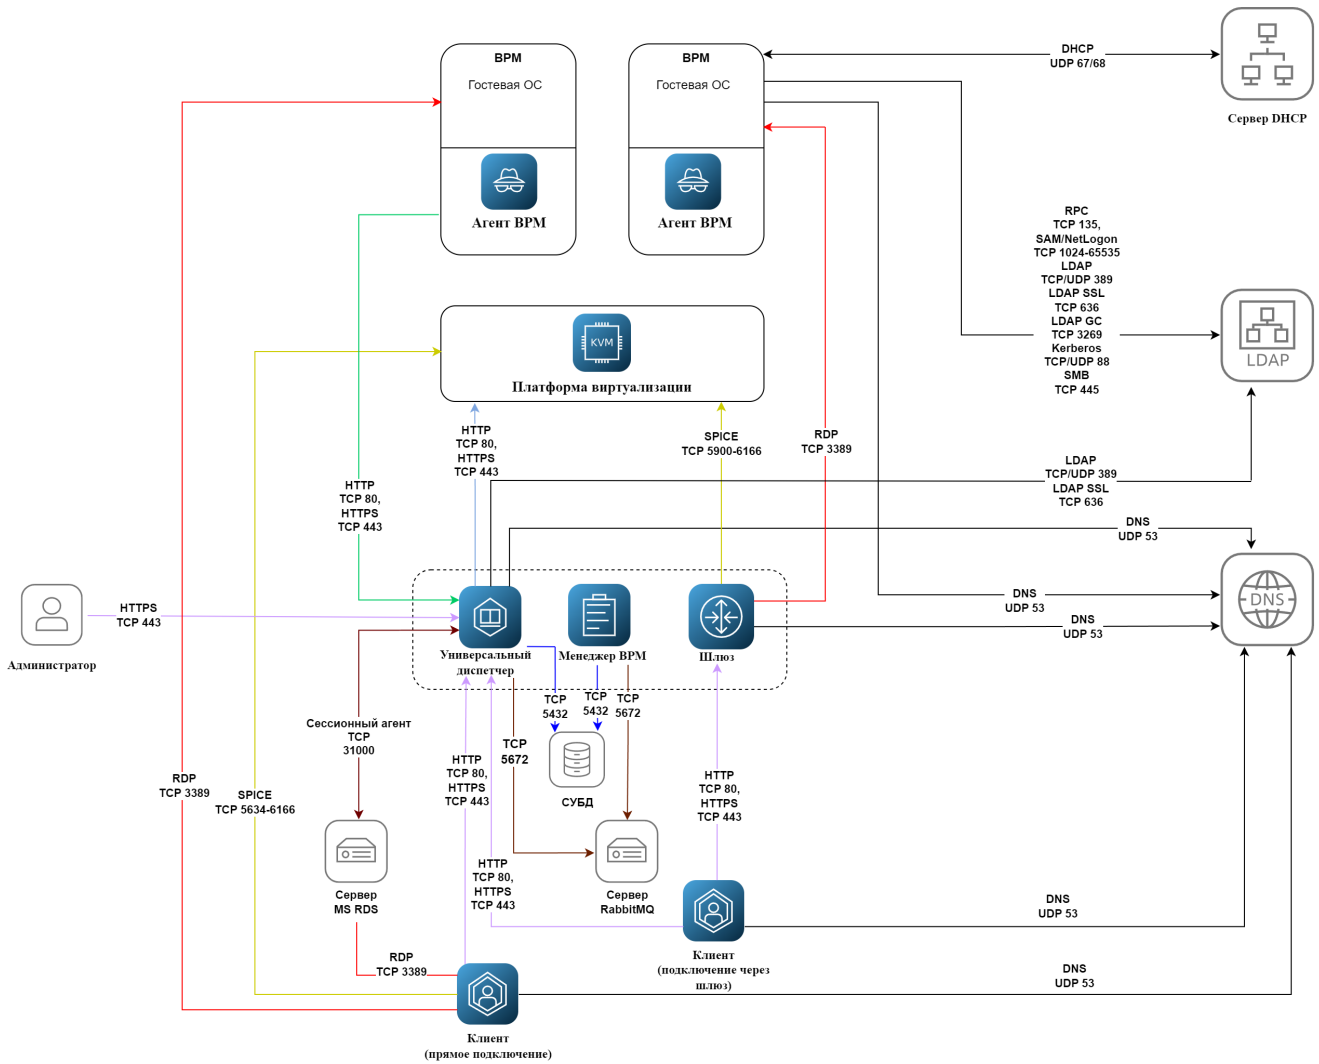 ВРМ
Гостевая ОС
Агент ВРМ
ВРМ
Гостевая ОС
Агент ВРМ
DHCP
UDP 67/68
Сервер DHCP
RPC
TCP 135,
SAM/NetLogon
TCP 1024-65535
LDAP
TCP/UDP 389
LDAP SSL
TCP 636
LDAP GC
TCP 3269
Kerberos
TCP/UDP 88
SMB
TCP 445
LDAP
KVM
Платформа виртуализации
HTTP
TCP 80,
HTTPS
TCP 443
SPICE
TCP 5900-6166
RDP
TCP 3389
LDAP
TCP/UDP 389
LDAP SSL
TCP 636
HTTP
TCP 80,
HTTPS
TCP 443
DNS
UDP 53
DNS
UDP 53
DNS
UDP 53
DNS
HTTPS
TCP 443
Администратор
Универсальный
диспетчер
Менеджер ВРМ
Шлюз
TCP
5432
TCP
5432
TCP
5672
TCP
5672
Сессионный агент
TCP
31000
СУБД
RDP
TCP 3389
SPICE
TCP 5634-6166
HTTP
TCP 80,
HTTPS
TCP 443
HTTP
TCP 80,
HTTPS
TCP 443
HTTP
TCP 80,
HTTPS
TCP 443
Сервер
MS RDS
Сервер
RabbitMQ
RDP
TCP 3389
Клиент
(подключение через
шлюз)
DNS
UDP 53
DNS
UDP 53
Клиент
(прямое подключение)